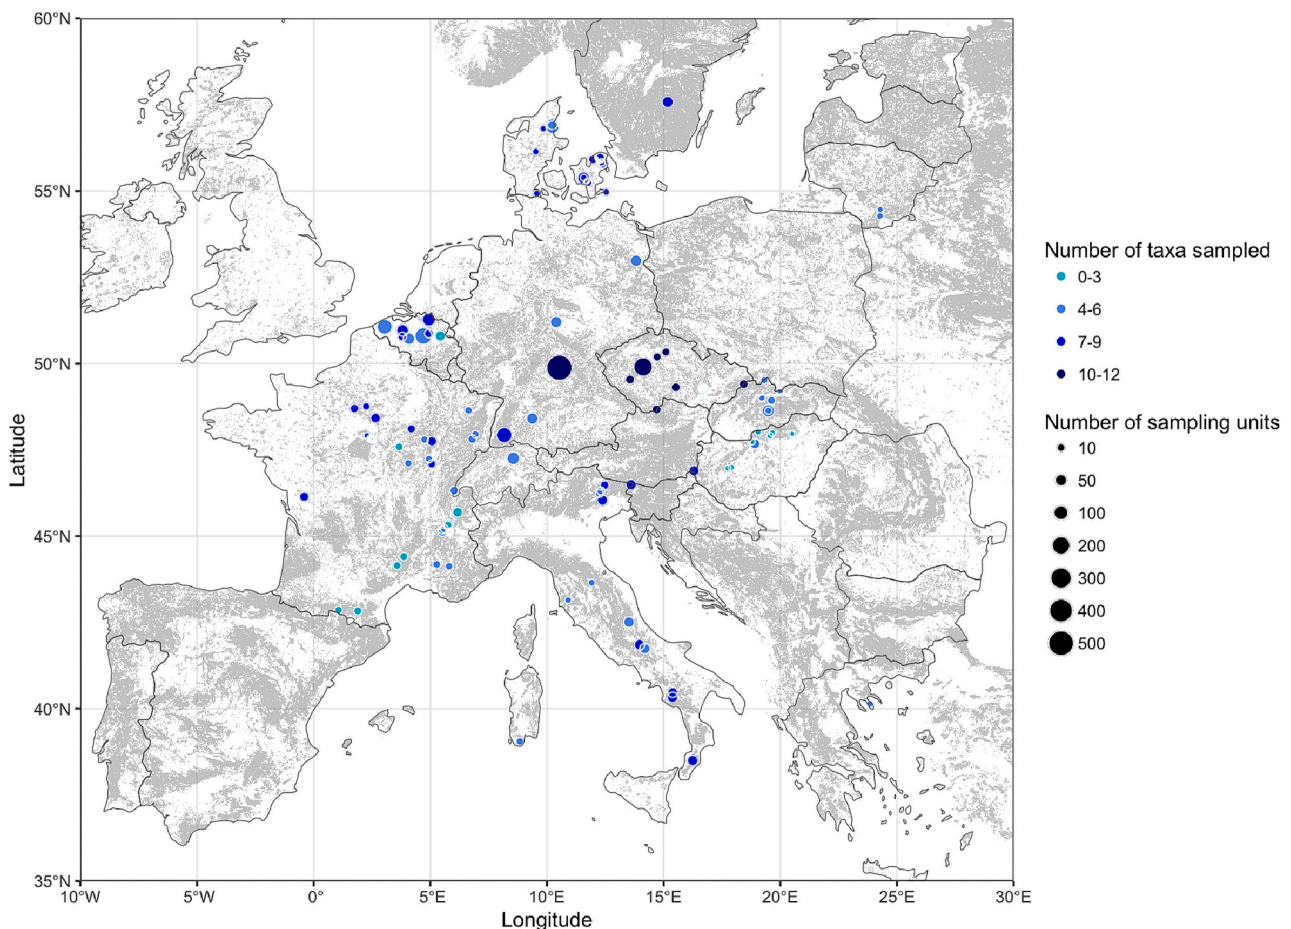 60°N
55°N
50°N
45°N
40°N
35°N
Latitude
10°W
5°W
0°
5°E
10°E
15°E
20°E
25°E
30°E
Longitude
Number of taxa sampled
0-3
4-6
7-9
10-12
Number of sampling units
10
50
100
200
300
400
500